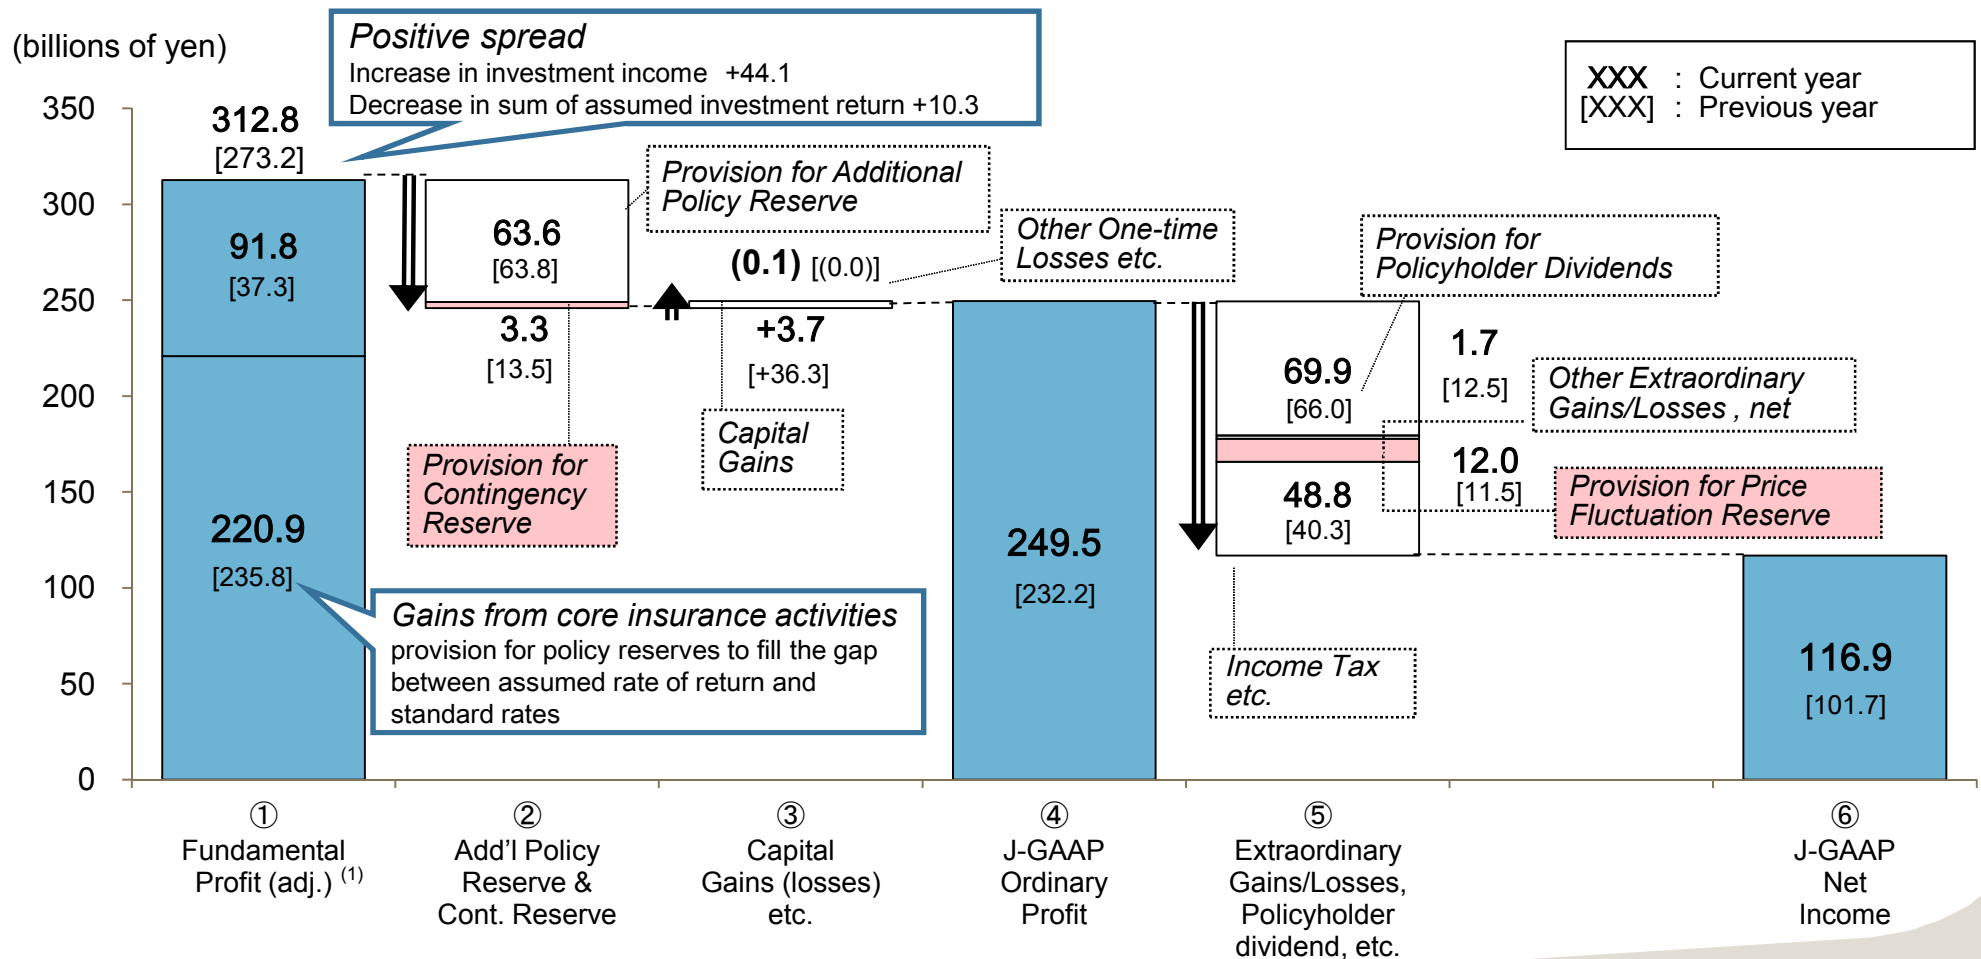 (billions of yen)
Positive spread
Increase in investment income +44.1
Decrease in sum of assumed investment return +10.3
XXX : Current year
[XXX] : Previous year
350
300
250
200
150
100
50
0
312.8
[273.2]
91.8
[37.3]
220.9
[235.8]
Gains from core insurance activities
provision for policy reserves to fill the gap
between assumed rate of return and
standard rates
63.6
[63.8]
3.3
[13.5]
Provision for Additional
Policy Reserve
Provision for
Contingency
Reserve
(0.1) [(0.0)]
+3.7
[+36.3]
Other One-time
Losses etc.
Capital
Gains
249.5
[232.2]
Provision for
Policyholder Dividends
69.9
[66.0]
48.8
[40.3]
1.7
[12.5]
Other Extraordinary
Gains/Losses , net
12.0
[11.5]
Provision for Price
Fluctuation Reserve
Income Tax
etc.
116.9
[101.7]
①
Fundamental
Profit (adj.) (1)
②
Add’l Policy
Reserve &
Cont. Reserve
③
Capital
Gains (losses)
etc.
④
J-GAAP
Ordinary
Profit
⑤
Extraordinary
Gains/Losses,
Policyholder
dividend, etc.
⑥
J-GAAP
Net
Income